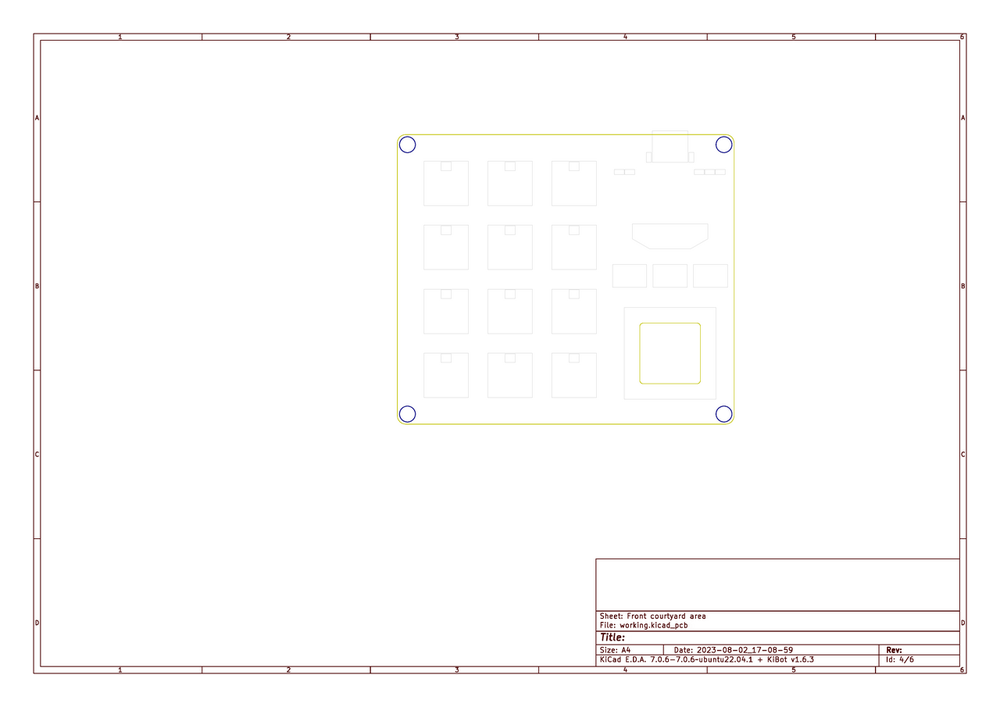 1 2 3 4 5 6
A A
B B
C C
D D
Sheet: Front courtyard area
File: working.kicad_pcb
Title:
Size: A4 Date: 2023-08-02_17-08-59 Rev:
KiCad E.D.A. 7.0.6-7.0.6~ubuntu22.04.1 + KiBot v1.6.3 Id: 4/6
1 2 3 4 5 6